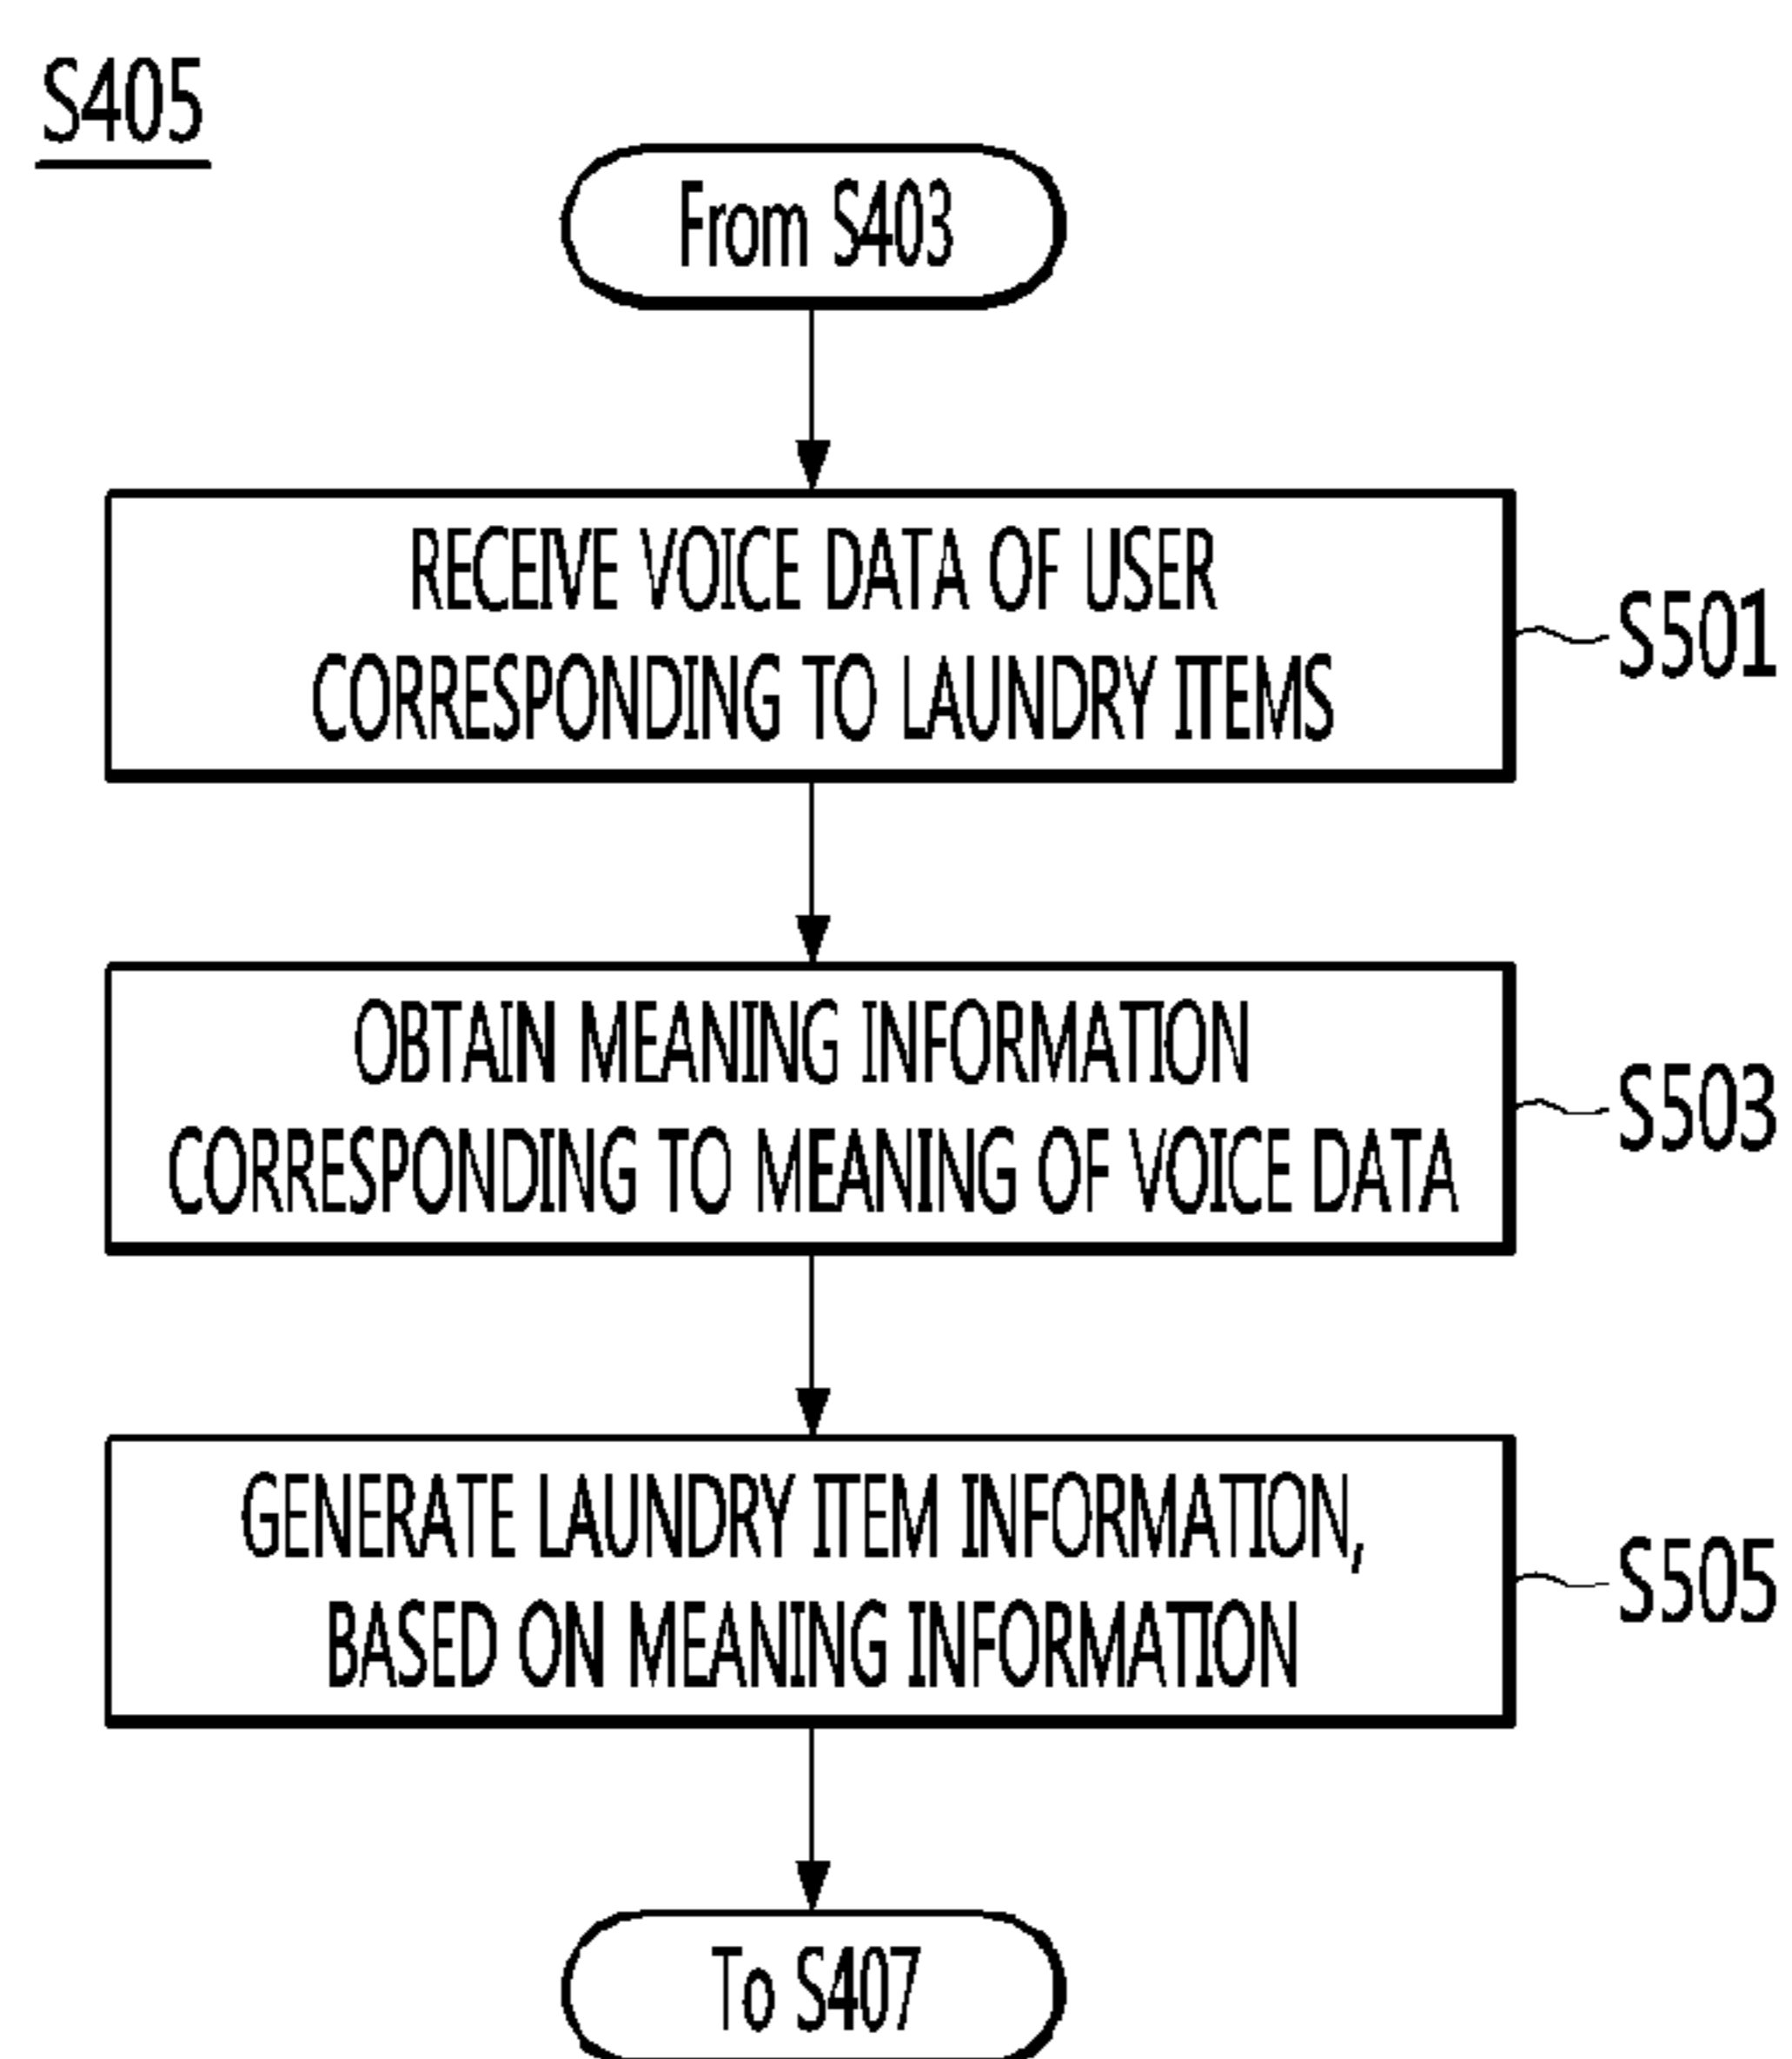 S405
From S403
RECEIVE VOICE DATA OF USER
CORRESPONDING TO LAUNDRY ITEMS
S501
OBTAIN MEANING INFORMATION
CORRESPONDING TO MEANING OF VOICE DATA
S503
GENERATE LAUNDRY ITEM INFORMATION,
BASED ON MEANING INFORMATION
S505
To S407